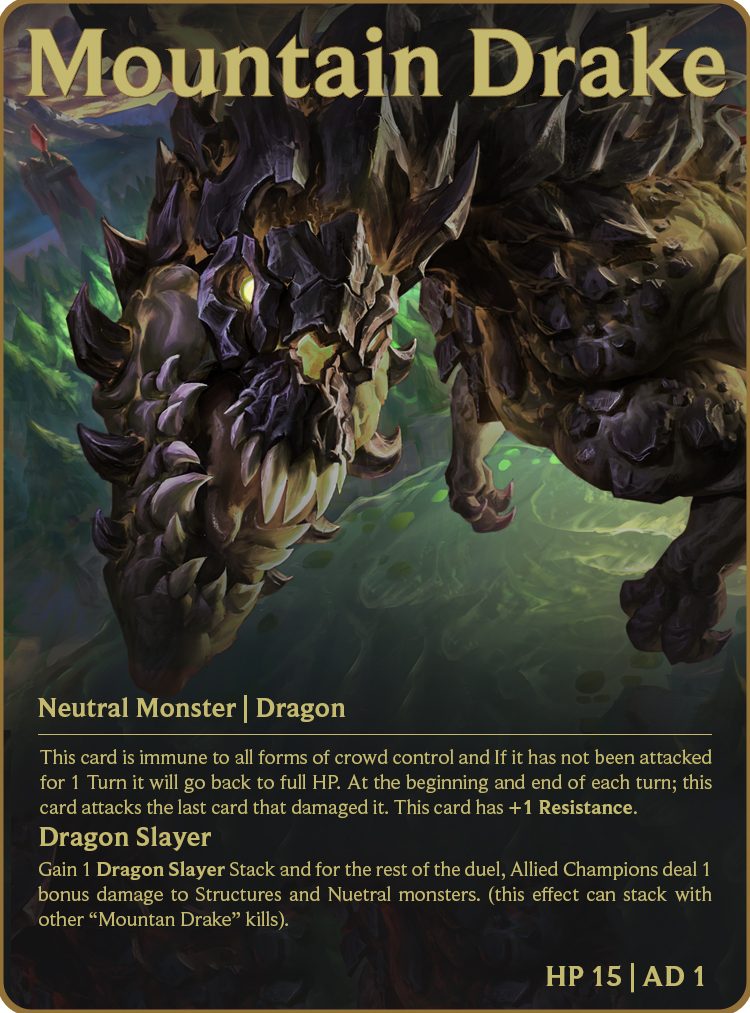 Mountain Drake
Neutral Monster | Dragon
This card is immune to all forms of crowd control and If it has not been attacked
for 1 Turn it will go back to full HP. At the beginning and end of each turn; this
card attacks the last card that damaged it. This card has +1 Resistance.
Dragon Slayer
Gain 1 Dragon Slayer Stack and for the rest of the duel, Allied Champions deal 1
bonus damage to Structures and Nuetral monsters. (this effect can stack with
other “Mountan Drake” kills).
HP 15 | AD 1